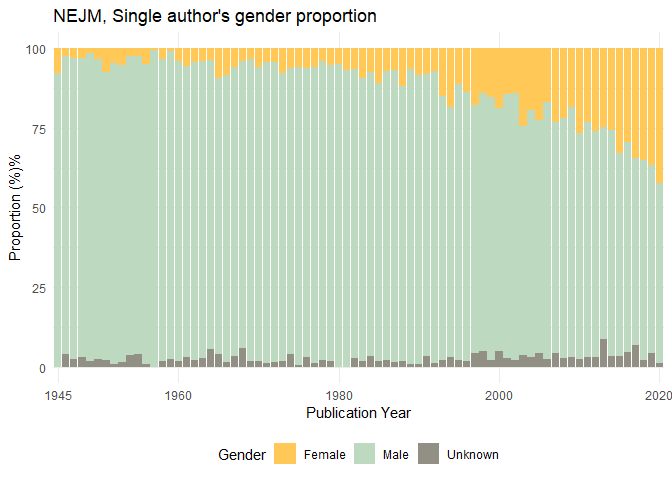 NEJM, Single author's gender proportion
100
75
50
25
0
Proportion (%)%
1945
1960
1980
2000
2020
Publication Year
Gender
Female
Male
Unknown